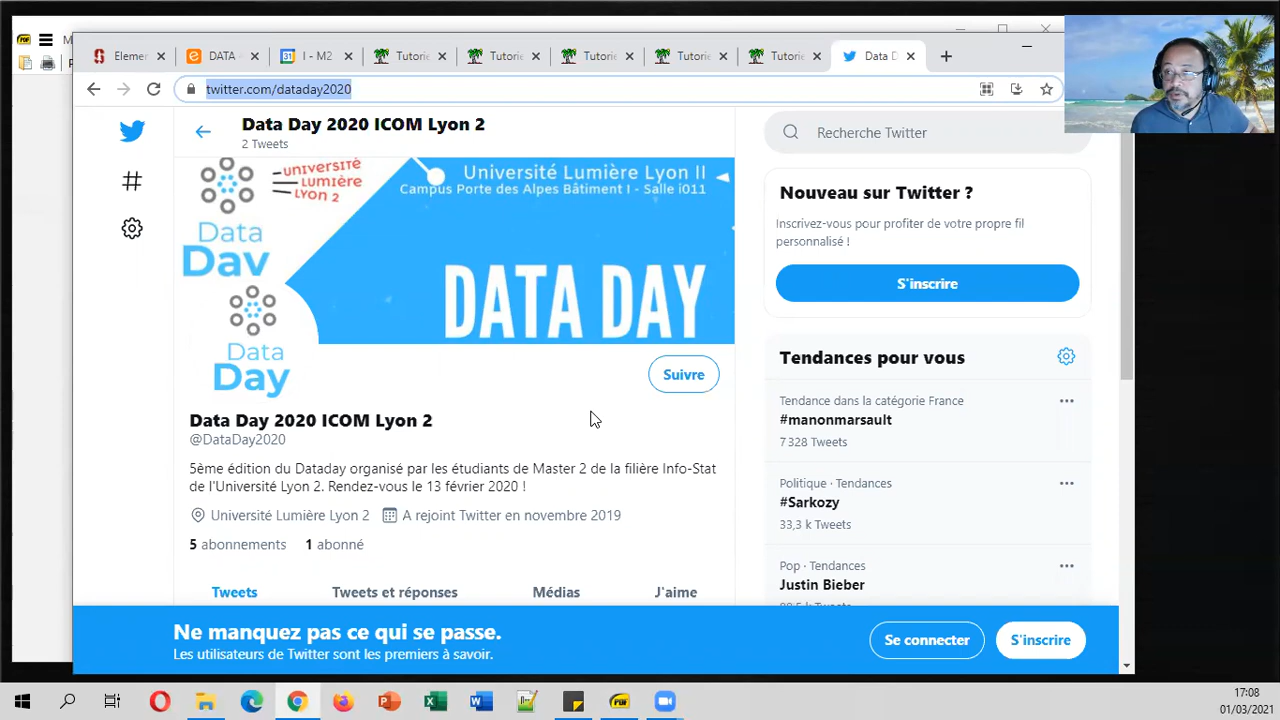 Elemer
DATA
31
I - M2
Tutorie
Tutorie
Tutorie
Tutorie
Tutorie
Data D
twitter.com/dataday2020
Data Day 2020 ICOM Lyon 2
2 Tweets
Recherche Twitter
UNIVERSITÉ
LUMIÈRE
LYON 2
Université Lumière Lyon II
Campus Porte des Alpes Bâtiment I - Salle i011
Data
Day
DATA DAY
Data
Day
Nouveau sur Twitter ?
Inscrivez-vous pour profiter de votre propre fil
personnalisé !
S'inscrire
Suivre
Data Day 2020 ICOM Lyon 2
@DataDay2020
5ème édition du Dataday organisé par les étudiants de Master 2 de la filière Info-Stat
de l'Université Lyon 2. Rendez-vous le 13 février 2020 !
Université Lumière Lyon 2
A rejoint Twitter en novembre 2019
5 abonnements
1 abonné
Tweets
Tweets et réponses
Médias
J'aime
Tendances pour vous
Tendance dans la catégorie France
#manonmarsault
7 328 Tweets
Politique · Tendances
#Sarkozy
33,3 k Tweets
Pop · Tendances
Justin Bieber
Ne manquez pas ce qui se passe.
Les utilisateurs de Twitter sont les premiers à savoir.
Se connecter
S'inscrire
17:08
01/03/2021